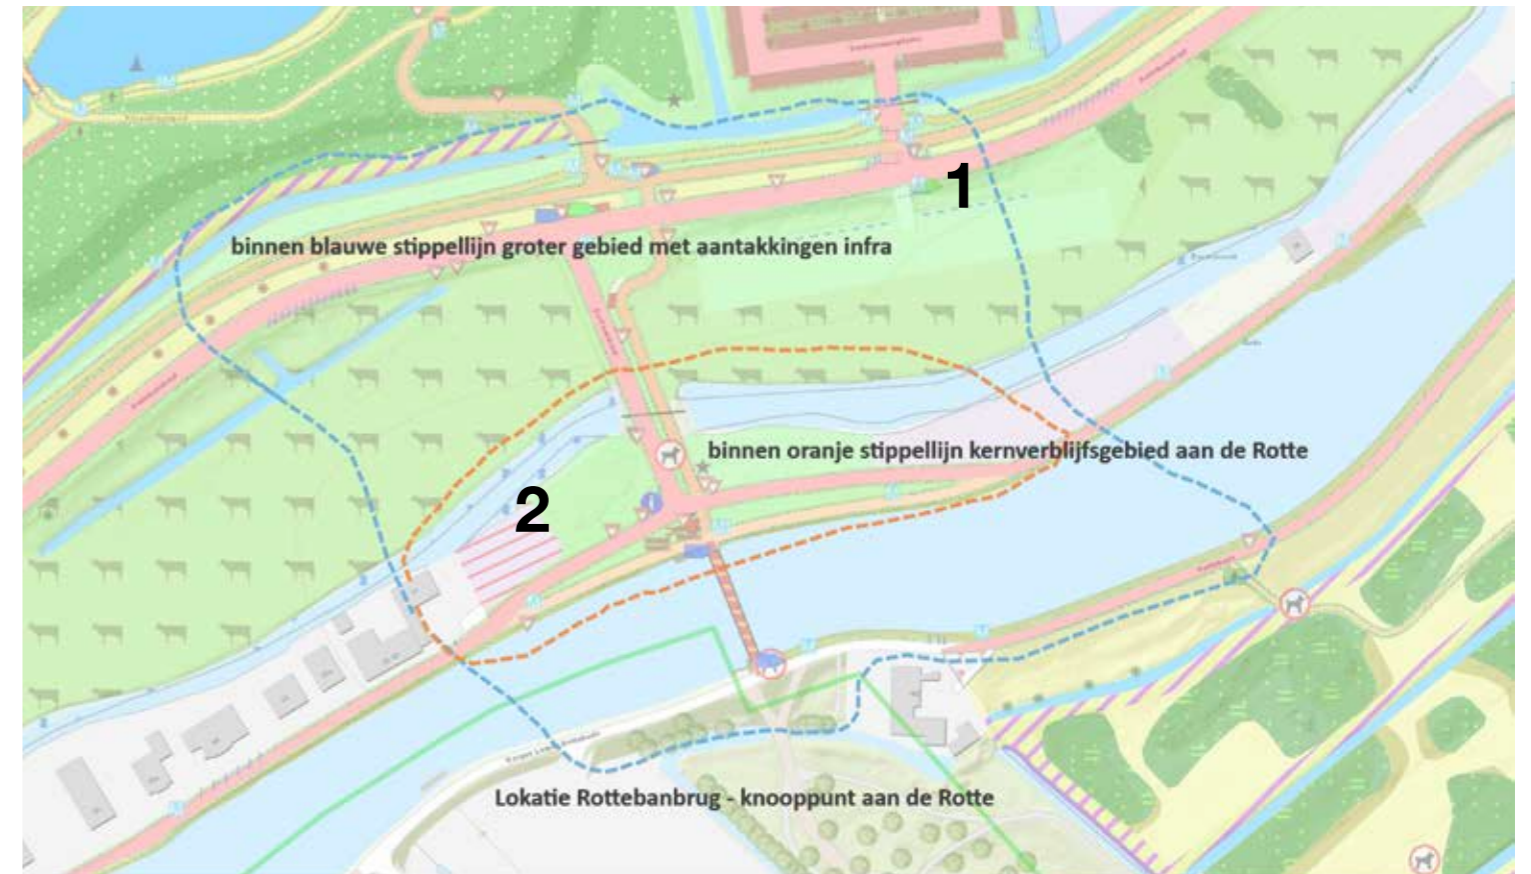 1
binnen blauwe stippellijn groter gebied met aantakkingen infra
binnen oranje stippellijn kernverblijfsgebied aan de Rotte
2
Lokatie Rottebanbrug - knooppunt aan de Rotte